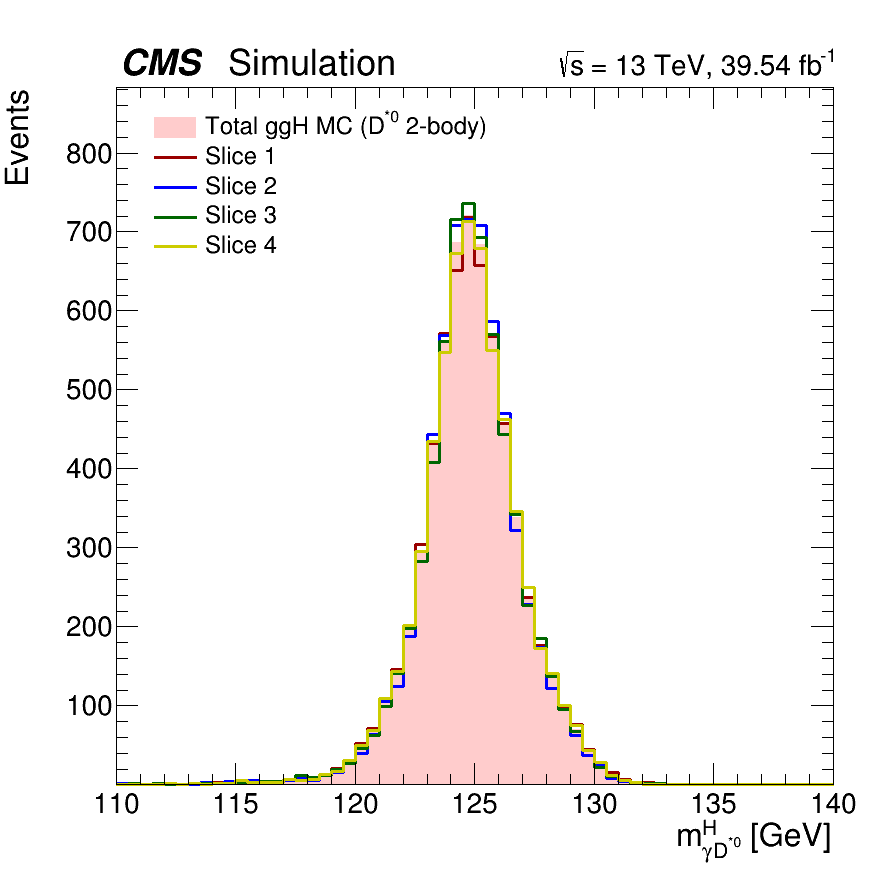 CMS Simulation √s = 13 TeV, 39.54 fb⁻¹
Events
Total ggH MC (D*⁰ 2-body)
Slice 1
Slice 2
Slice 3
Slice 4
800
700
600
500
400
300
200
100
110 115 120 125 130 135 140
m^H_γD*⁰ [GeV]